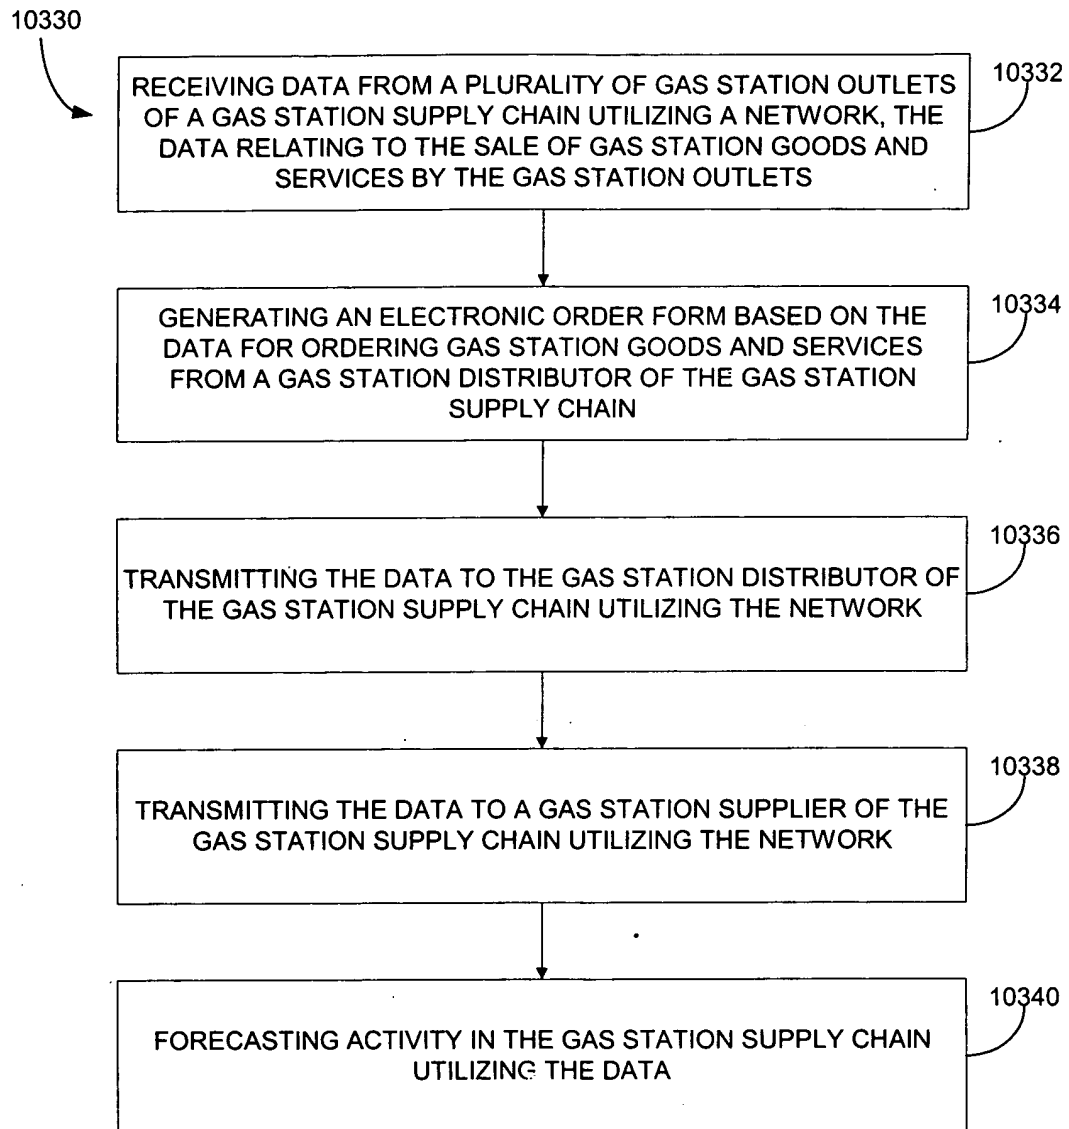 10330
RECEIVING DATA FROM A PLURALITY OF GAS STATION OUTLETS
OF A GAS STATION SUPPLY CHAIN UTILIZING A NETWORK, THE
DATA RELATING TO THE SALE OF GAS STATION GOODS AND
SERVICES BY THE GAS STATION OUTLETS
10332
GENERATING AN ELECTRONIC ORDER FORM BASED ON THE
DATA FOR ORDERING GAS STATION GOODS AND SERVICES
FROM A GAS STATION DISTRIBUTOR OF THE GAS STATION
SUPPLY CHAIN
10334
TRANSMITTING THE DATA TO THE GAS STATION DISTRIBUTOR OF
THE GAS STATION SUPPLY CHAIN UTILIZING THE NETWORK
10336
TRANSMITTING THE DATA TO A GAS STATION SUPPLIER OF THE
GAS STATION SUPPLY CHAIN UTILIZING THE NETWORK
10338
FORECASTING ACTIVITY IN THE GAS STATION SUPPLY CHAIN
UTILIZING THE DATA
10340